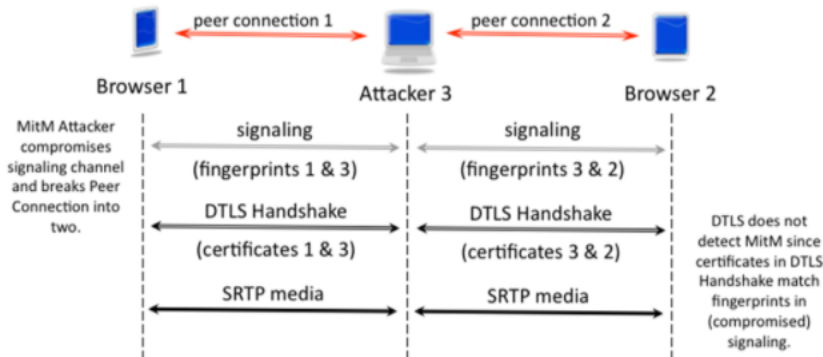 peer connection 1
peer connection 2
Browser 1
Attacker 3
Browser 2
MitM Attacker
compromises
signaling channel
and breaks Peer
Connection into
two.
signaling
(fingerprints 1 & 3)
DTLS Handshake
(certificates 1 & 3)
SRTP media
signaling
(fingerprints 3 & 2)
DTLS Handshake
(certificates 3 & 2)
SRTP media
DTLS does not
detect MitM since
certificates in DTLS
Handshake match
fingerprints in
(compromised)
signaling.